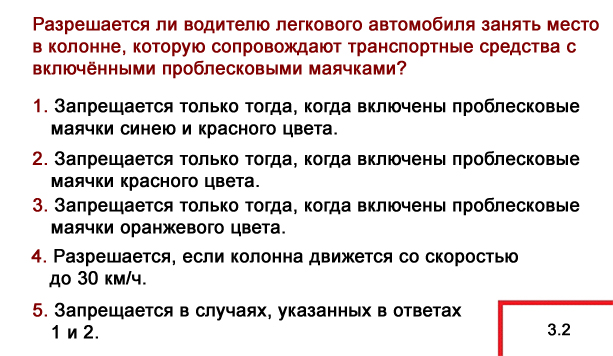 Разрешается ли водителю легкового автомобиля занять место
в колонне, которую сопровождают транспортные средства с
включёнными проблесковыми маячками?
1. Запрещается только тогда, когда включены проблесковые
маячки синею и красного цвета.
2. Запрещается только тогда, когда включены проблесковые
маячки красного цвета.
3. Запрещается только тогда, когда включены проблесковые
маячки оранжевого цвета.
4. Разрешается, если колонна движется со скоростью
до 30 км/ч.
5. Запрещается в случаях, указанных в ответах
1 и 2.
3.2